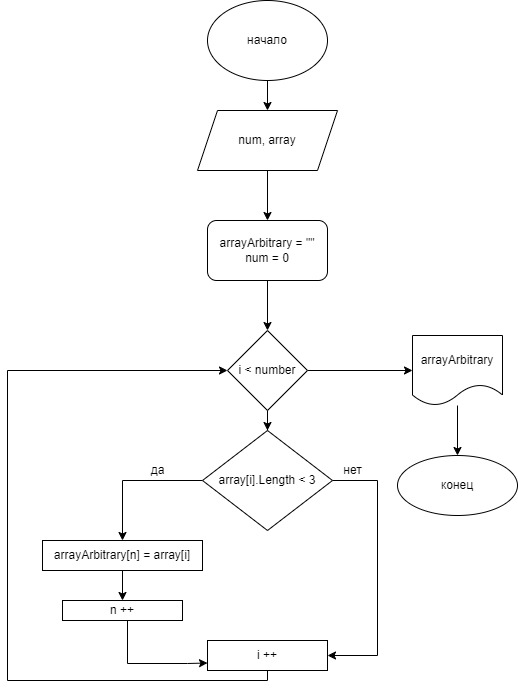 начало
num, array
arrayArbitrary = ""
num = 0
i < number
arrayArbitrary
array[i].Length < 3
да
нет
конец
arrayArbitrary[n] = array[i]
n ++
i ++